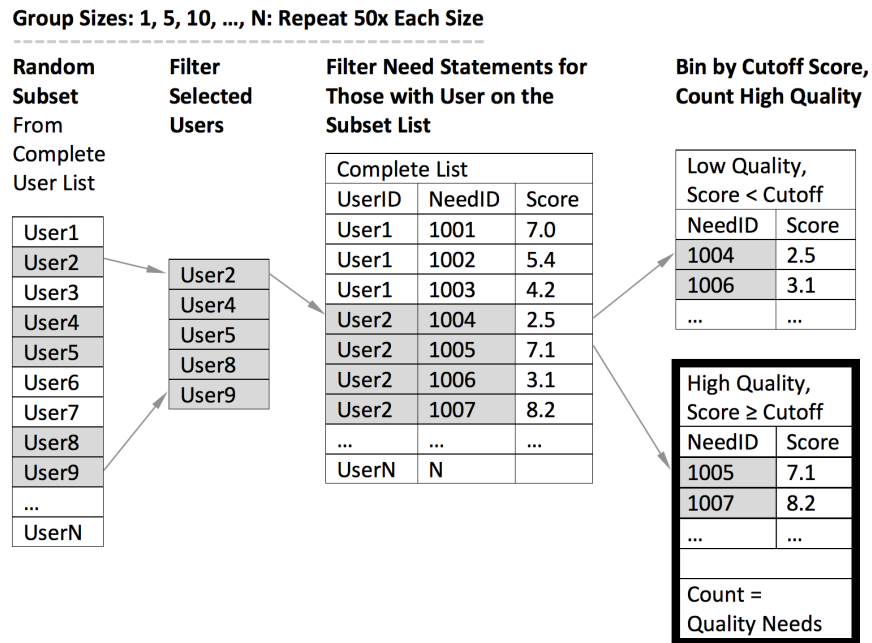 Group Sizes: 1, 5, 10, …, N: Repeat 50x Each Size
Random
Subset
From
Complete
User List
User1
User2
User3
User4
User5
User6
User7
User8
User9
...
UserN
Filter
Selected
Users
User2
User4
User5
User8
User9
Filter Need Statements for
Those with User on the
Subset List
Complete List
UserID NeedID Score
User1 1001 7.0
User1 1002 5.4
User1 1003 4.2
User2 1004 2.5
User2 1005 7.1
User2 1006 3.1
User2 1007 8.2
... ... ...
UserN N
Bin by Cutoff Score,
Count High Quality
Low Quality,
Score < Cutoff
NeedID Score
1004 2.5
1006 3.1
... ...
High Quality,
Score ≥ Cutoff
NeedID Score
1005 7.1
1007 8.2
... ...
Count =
Quality Needs